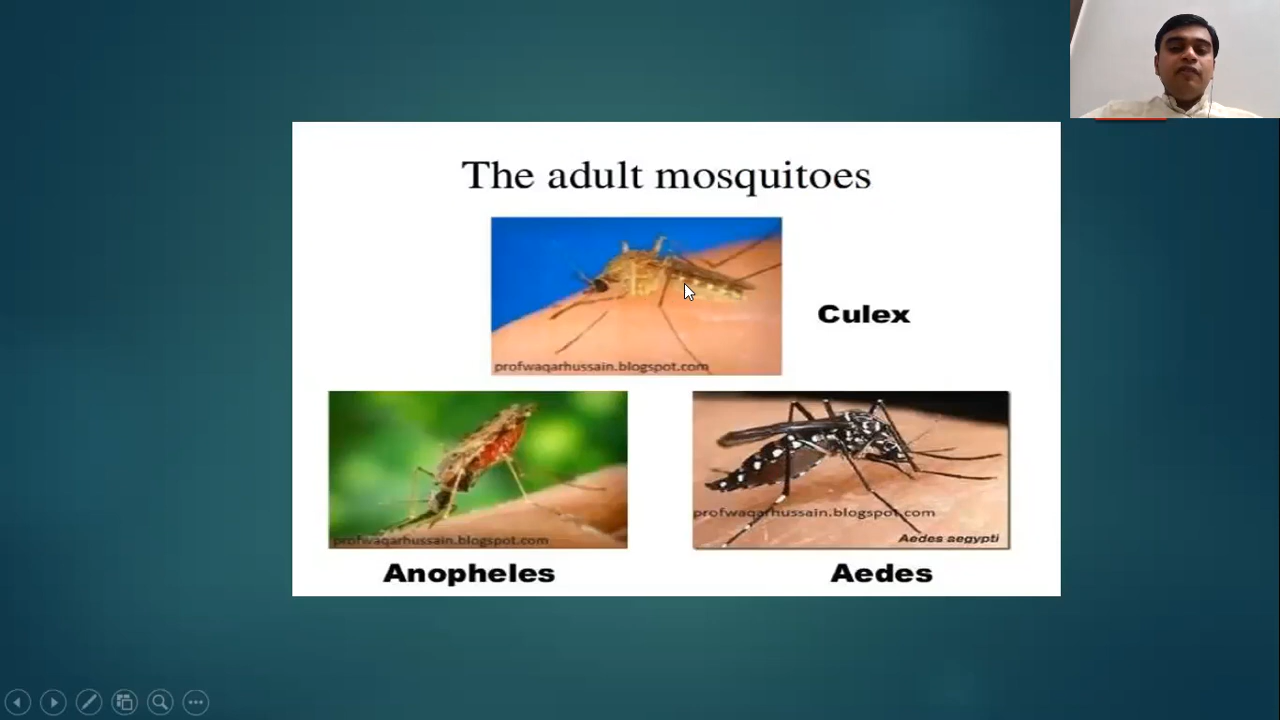 The adult mosquitoes
profwaqarhussain.blogspot.com
Culex
profwaqarhussain.blogspot.com
profwaqarhussain.blogspot.com
Aedes aegypti
Anopheles
Aedes